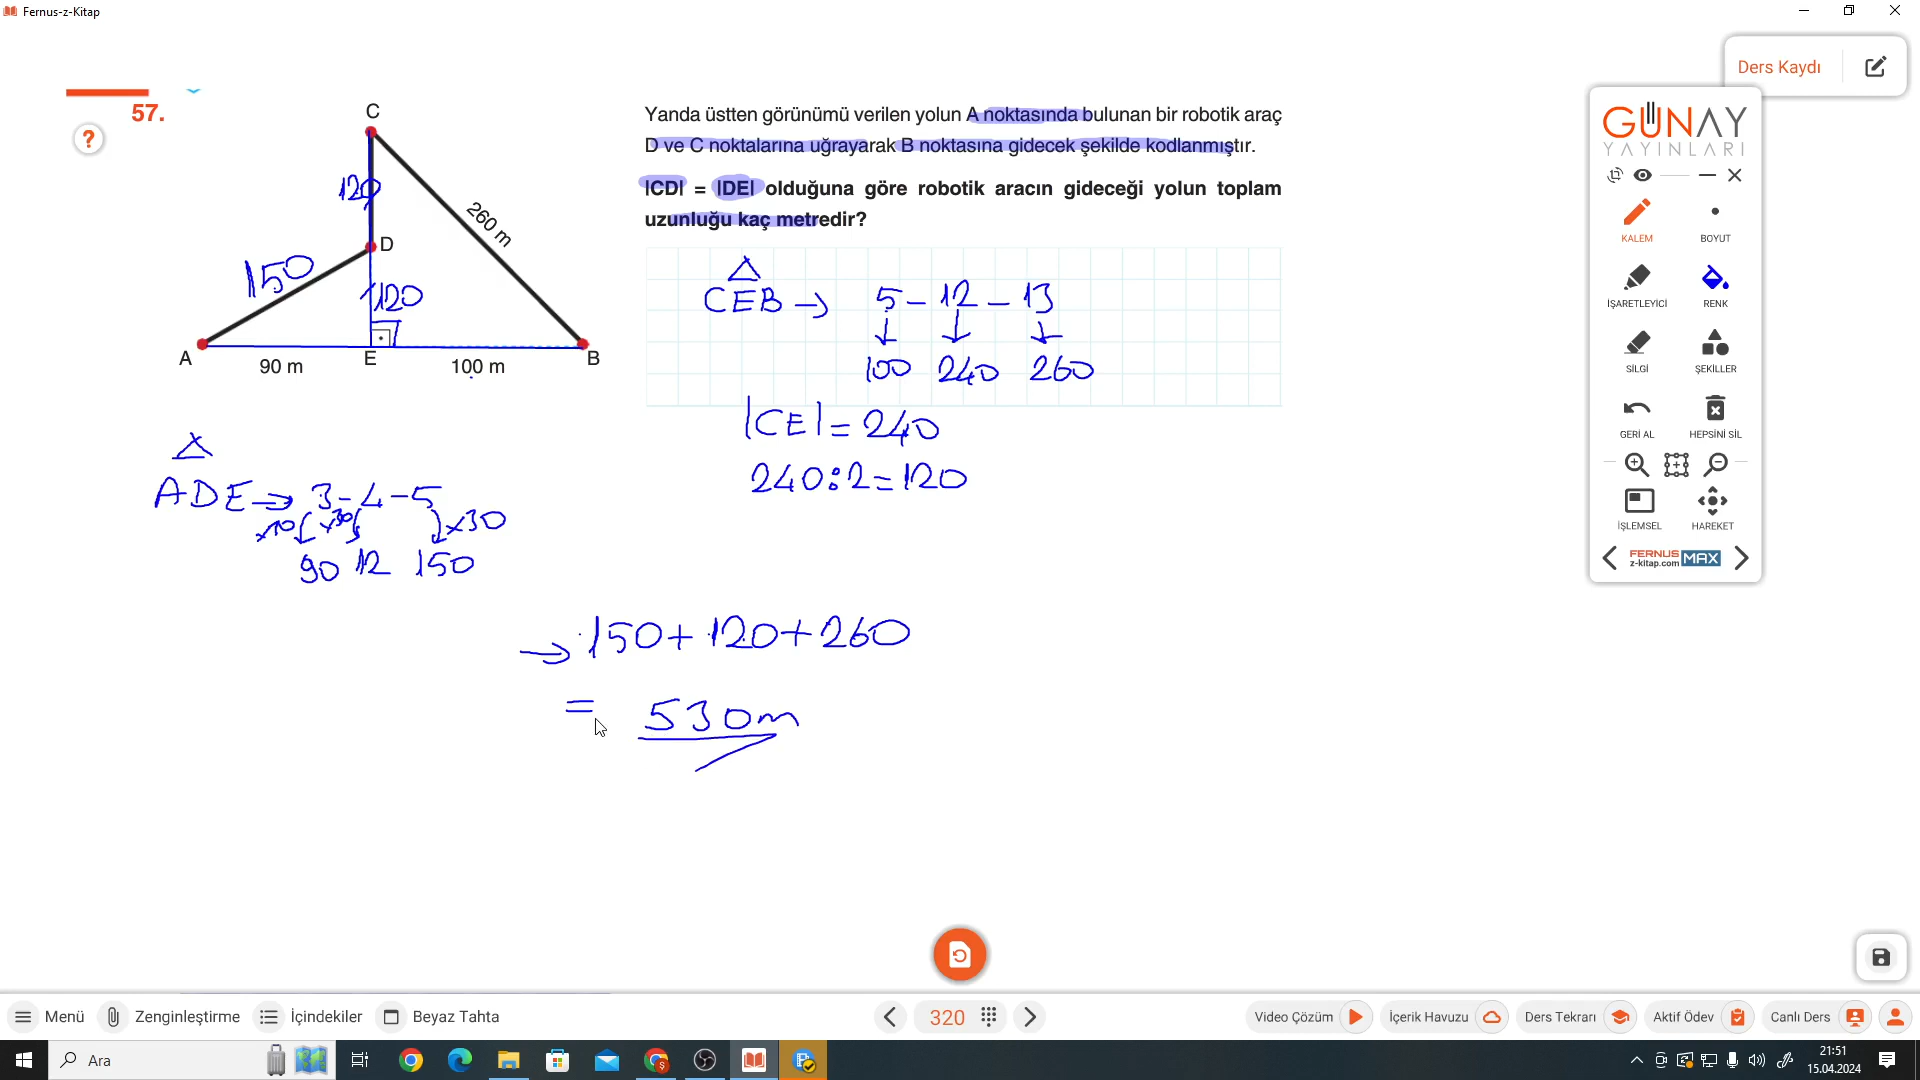 Fernus-z-Kitap
Ders Kaydı
57.
?
C
120
260 m
D
150
120
A
90 m
E
100 m
B
Yanda üstten görünümü verilen yolun A noktasında bulunan bir robotik araç
D ve C noktalarına uğrayarak B noktasına gidecek şekilde kodlanmıştır.
|CD| = |DE| olduğuna göre robotik aracın gideceği yolun toplam
uzunluğu kaç metredir?
△
CEB → 5 - 12 - 13
↓ ↓ ↓
100 240 260
|CE| = 240
240:2=120
△
ADE → 3-4-5
x30 x30
90 12 150
→ 150+120+260
= 530m
GÜNAY
YAYINLARI
KALEM
BOYUT
İŞARETLEYİCİ
RENK
SİLGİ
ŞEKİLLER
GERİ AL
HEPSİNİ SİL
İŞLEMSEL
HAREKET
FERNUS
z-kitap.com
MAX
Menü
Zenginleştirme
İçindekiler
Beyaz Tahta
320
Video Çözüm
İçerik Havuzu
Ders Tekrarı
Aktif Ödev
Canlı Ders
Ara
21:51
15.04.2024